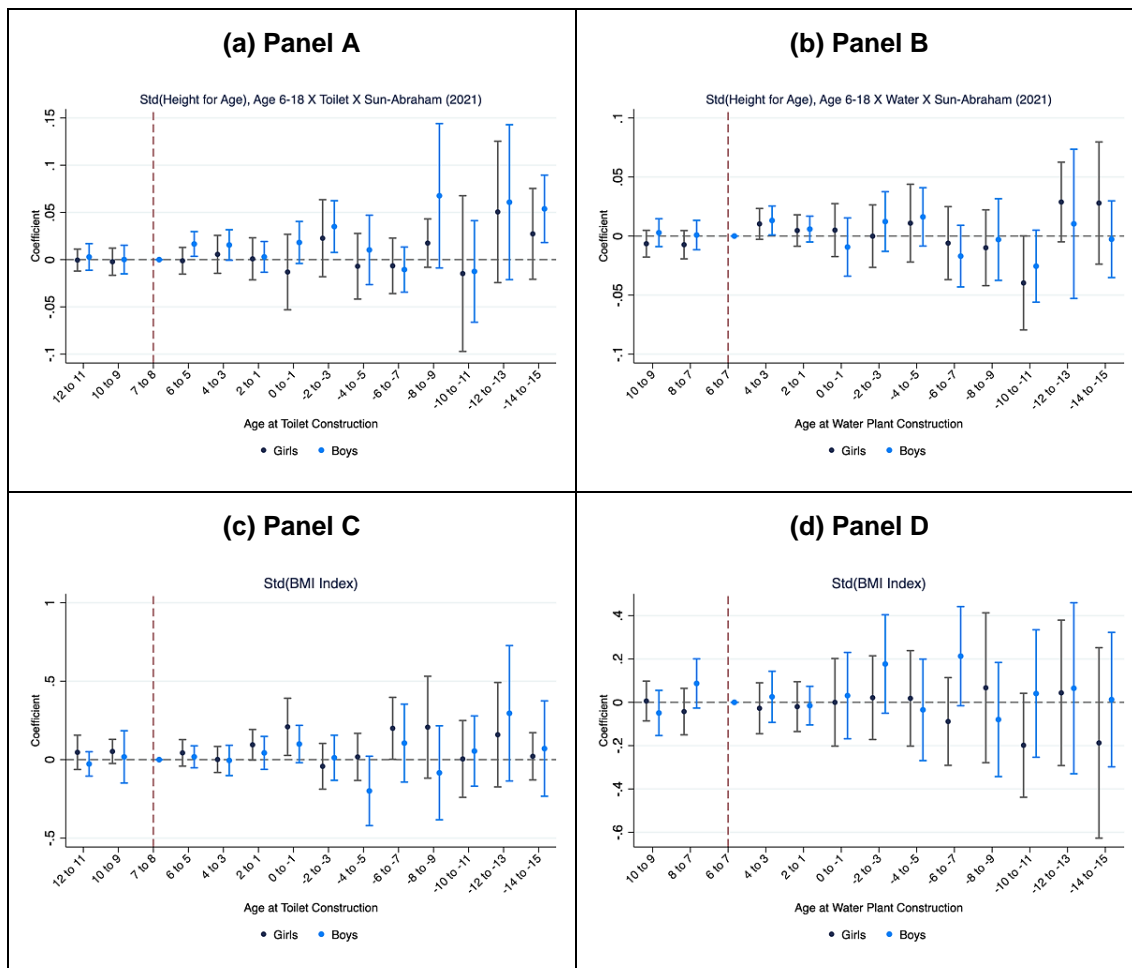 (a) Panel A
Std(Height for Age), Age 6-18 X Toilet X Sun-Abraham (2021)
.15
.1
.05
0
-.05
-.1
Coefficient
12 to 11
10 to 9
7 to 8
6 to 5
4 to 3
2 to 1
0 to -1
-2 to -3
-4 to -5
-6 to -7
-8 to -9
-10 to -11
-12 to -13
-14 to -15
Age at Toilet Construction
Girls Boys
(b) Panel B
Std(Height for Age), Age 6-18 X Water X Sun-Abraham (2021)
.1
.05
0
-.05
-.1
Coefficient
10 to 9
8 to 7
6 to 7
4 to 3
2 to 1
0 to -1
-2 to -3
-4 to -5
-6 to -7
-8 to -9
-10 to -11
-12 to -13
-14 to -15
Age at Water Plant Construction
Girls Boys
(c) Panel C
Std(BMI Index)
1
.5
0
-.5
Coefficient
12 to 11
10 to 9
7 to 8
6 to 5
4 to 3
2 to 1
0 to -1
-2 to -3
-4 to -5
-6 to -7
-8 to -9
-10 to -11
-12 to -13
-14 to -15
Age at Toilet Construction
Girls Boys
(d) Panel D
Std(BMI Index)
.4
.2
0
-.2
-.4
-.6
Coefficient
10 to 9
8 to 7
6 to 7
4 to 3
2 to 1
0 to -1
-2 to -3
-4 to -5
-6 to -7
-8 to -9
-10 to -11
-12 to -13
-14 to -15
Age at Water Plant Construction
Girls Boys